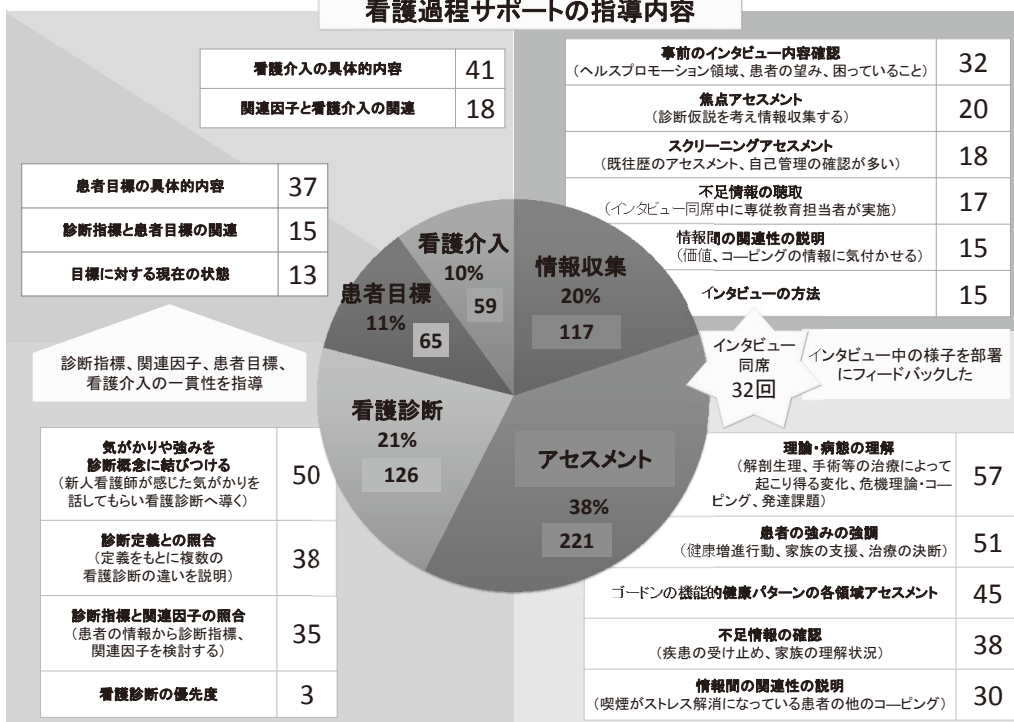 看護過程サポートの指導内容
看護介入の具体的内容
41
関連因子と看護介入の関連
18
患者目標の具体的内容
37
診断指標と患者目標の関連
15
目標に対する現在の状態
13
診断指標、関連因子、患者目標、
看護介入の一貫性を指導
気がかりや強みを
診断概念に結びつける
(新人看護師が感じた気がかりを
話してもらい看護診断へ導く)
50
診断定義との照合
(定義をもとに複数の
看護診断の違いを説明)
38
診断指標と関連因子の照合
(患者の情報から診断指標、
関連因子を検討する)
35
看護診断の優先度
3
看護介入
10%
59
患者目標
11%
65
看護診断
21%
126
情報収集
20%
117
アセスメント
38%
221
事前のインタビュー内容確認
(ヘルスプロモーション領域、患者の望み、困っていること)
32
焦点アセスメント
(診断仮説を考え情報収集する)
20
スクリーニングアセスメント
(既往歴のアセスメント、自己管理の確認が多い)
18
不足情報の聴取
(インタビュー同席中に専従教育担当者が実施)
17
情報間の関連性の説明
(価値、コーピングの情報に気付かせる)
15
インタビューの方法
15
インタビュー
同席
32回
インタビュー中の様子を部署
にフィードバックした
理論・病態の理解
(解剖生理、手術等の治療によって
起こり得る変化、危機理論・コー
ピング、発達課題)
57
患者の強みの強調
(健康増進行動、家族の支援、治療の決断)
51
ゴードンの機能的健康パターンの各領域アセスメント
45
不足情報の確認
(疾患の受け止め、家族の理解状況)
38
情報間の関連性の説明
(喫煙がストレス解消になっている患者の他のコーピング)
30